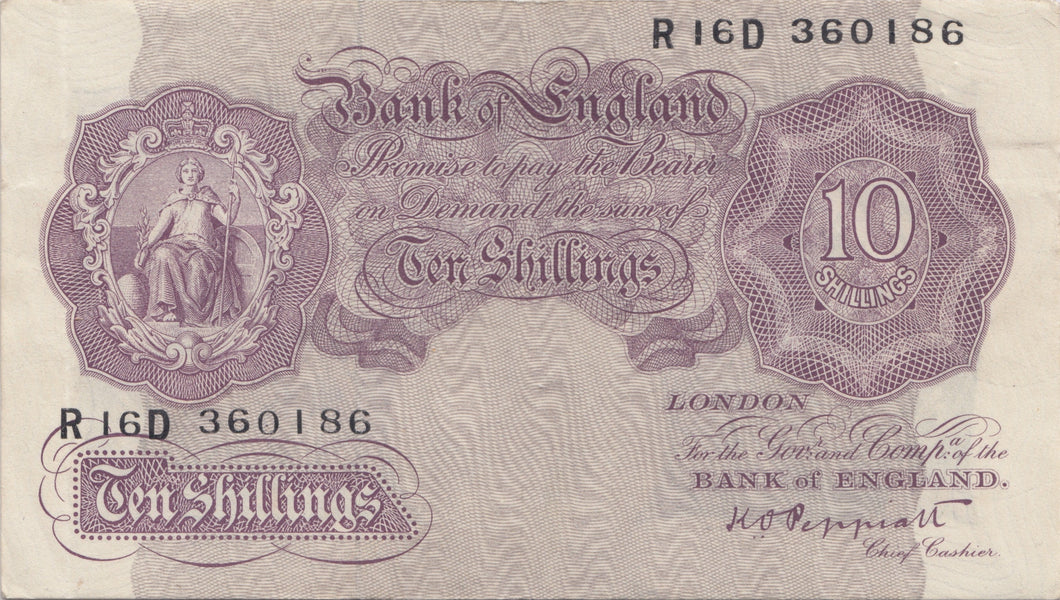 R 16D 360186
Bank of England
Promise to pay the Bearer
on Demand the sum of
Ten Shillings
10
SHILLINGS
R 16D 360186
Ten Shillings
LONDON
For the Govr. and Compa. of the
BANK of ENGLAND.
K O Peppiatt
Chief Cashier.